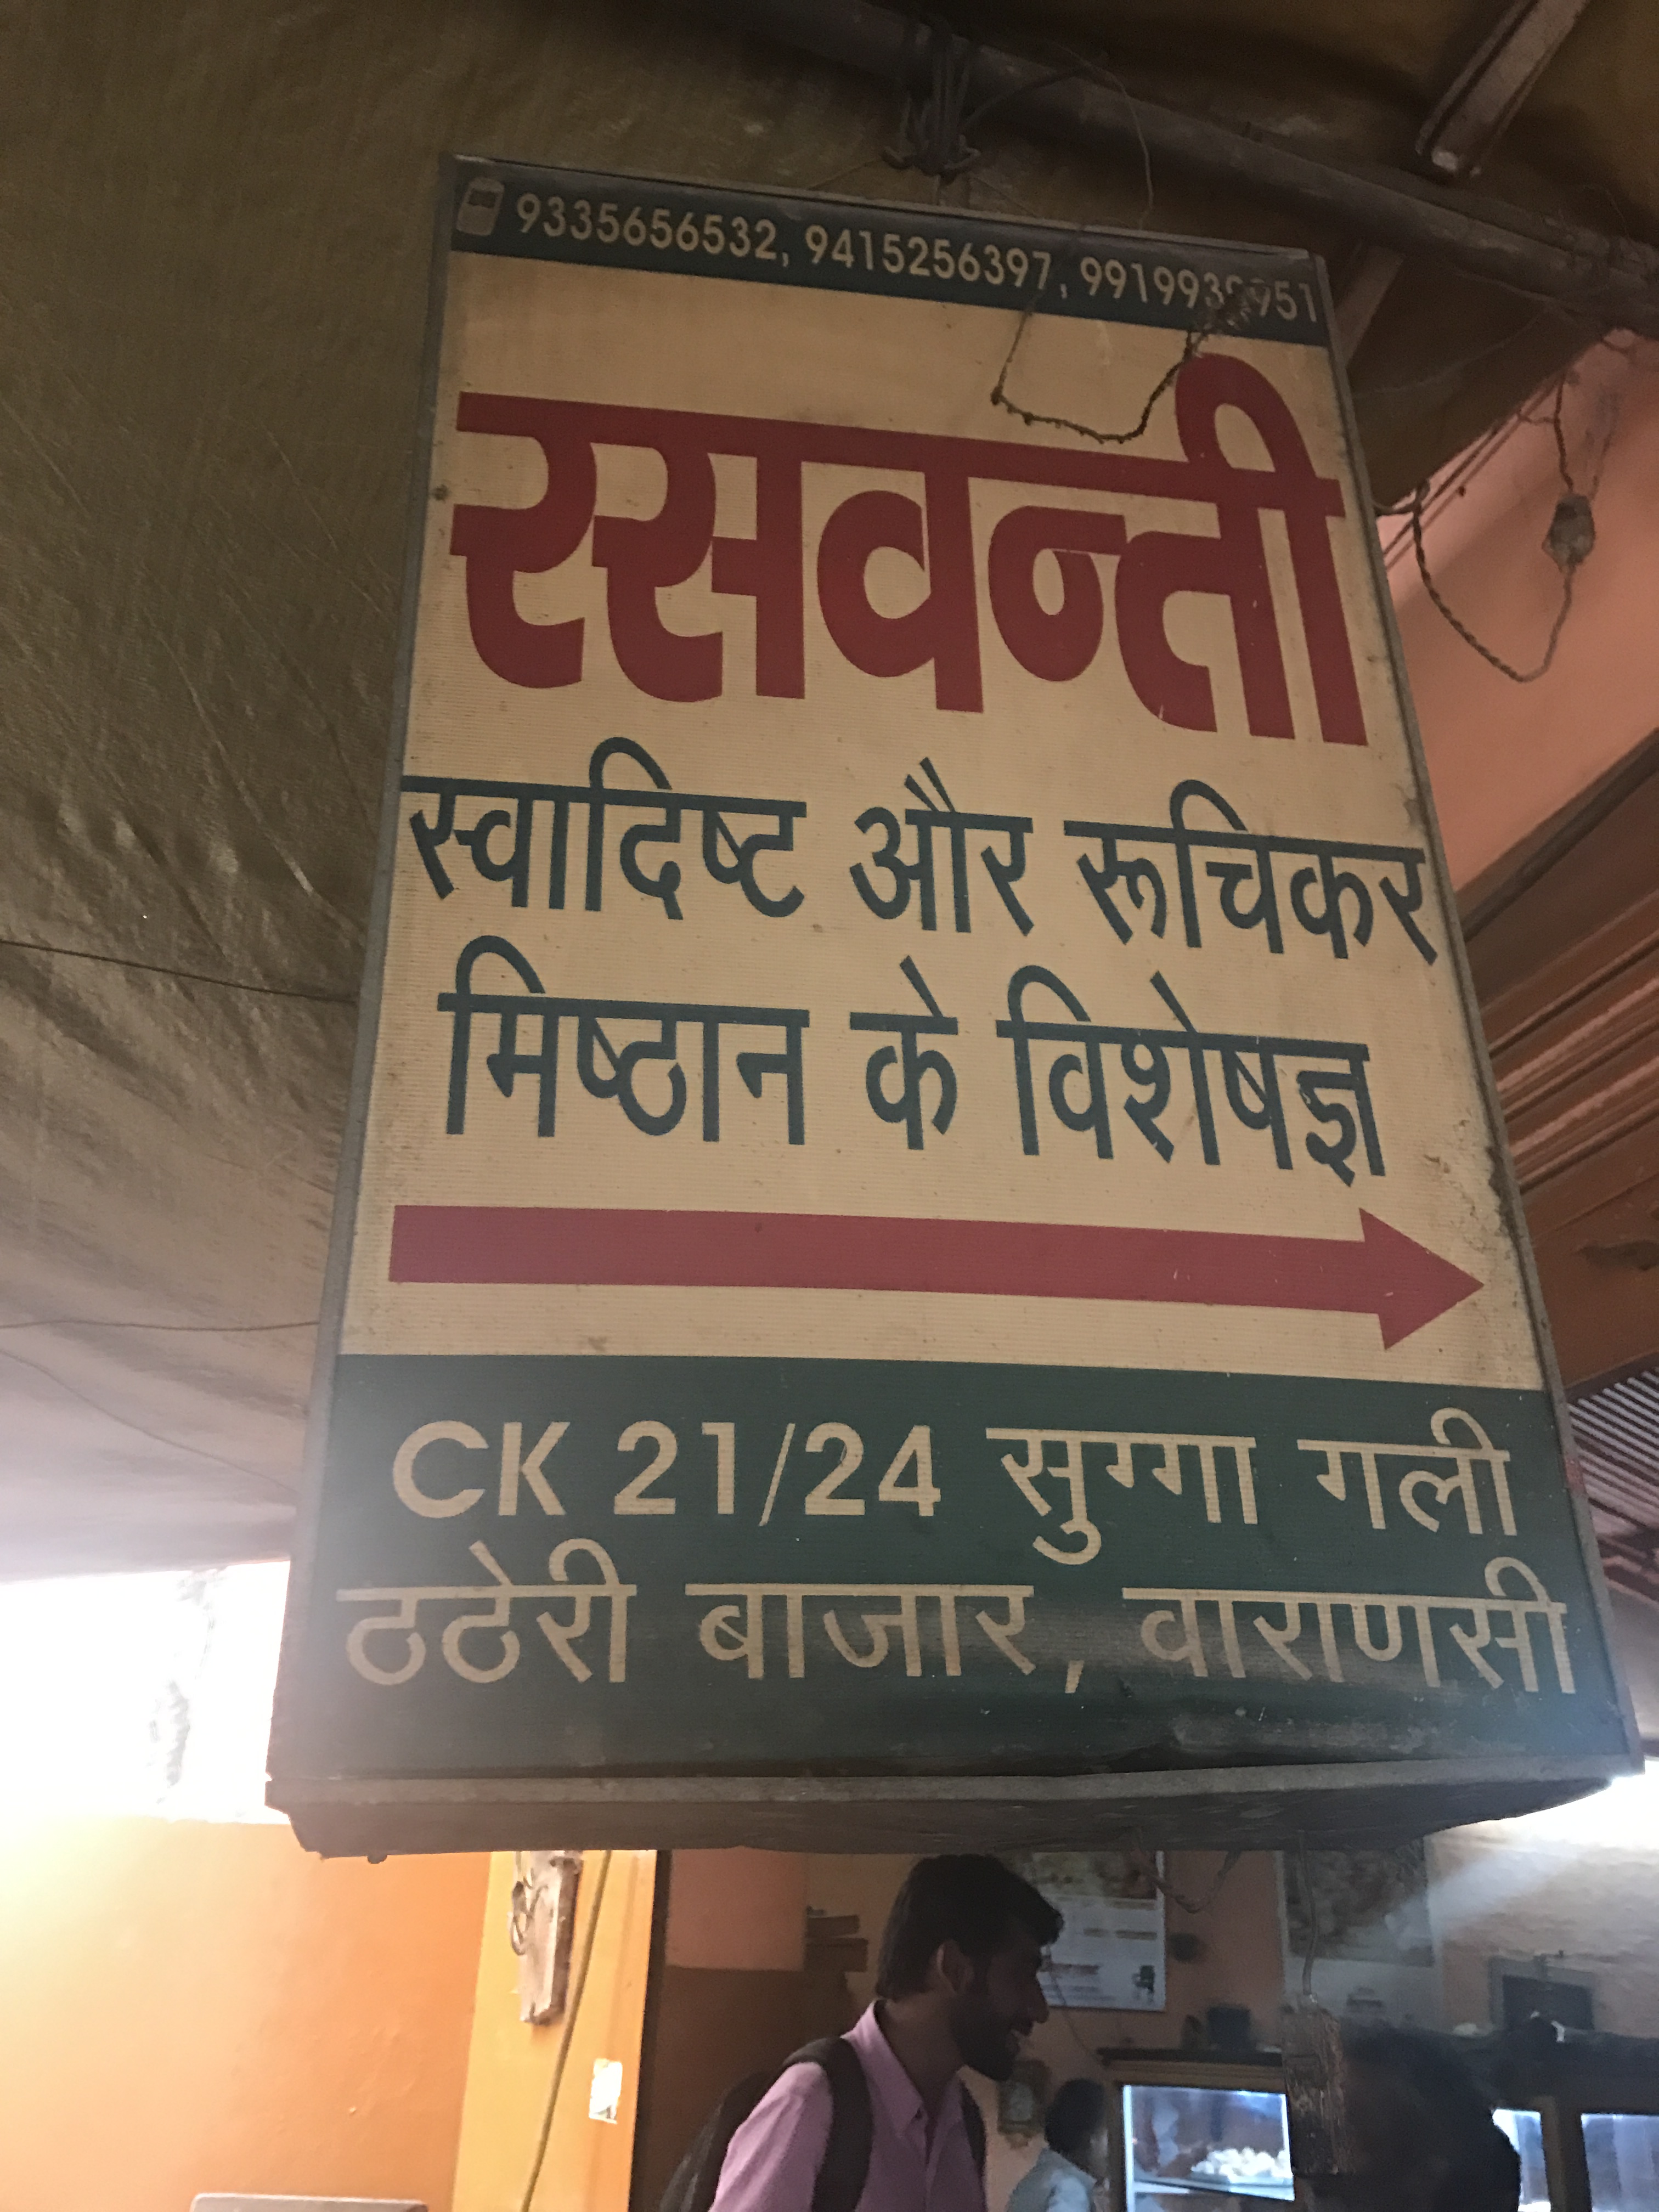 9335656532, 9415256397,
रसवन्ती
स्वादिष्ट और रूचिकर
मिष्ठान के विशेषज्ञ
CK 21/24 सुग्गा गली
ठठेरी बाजार, वाराणसी